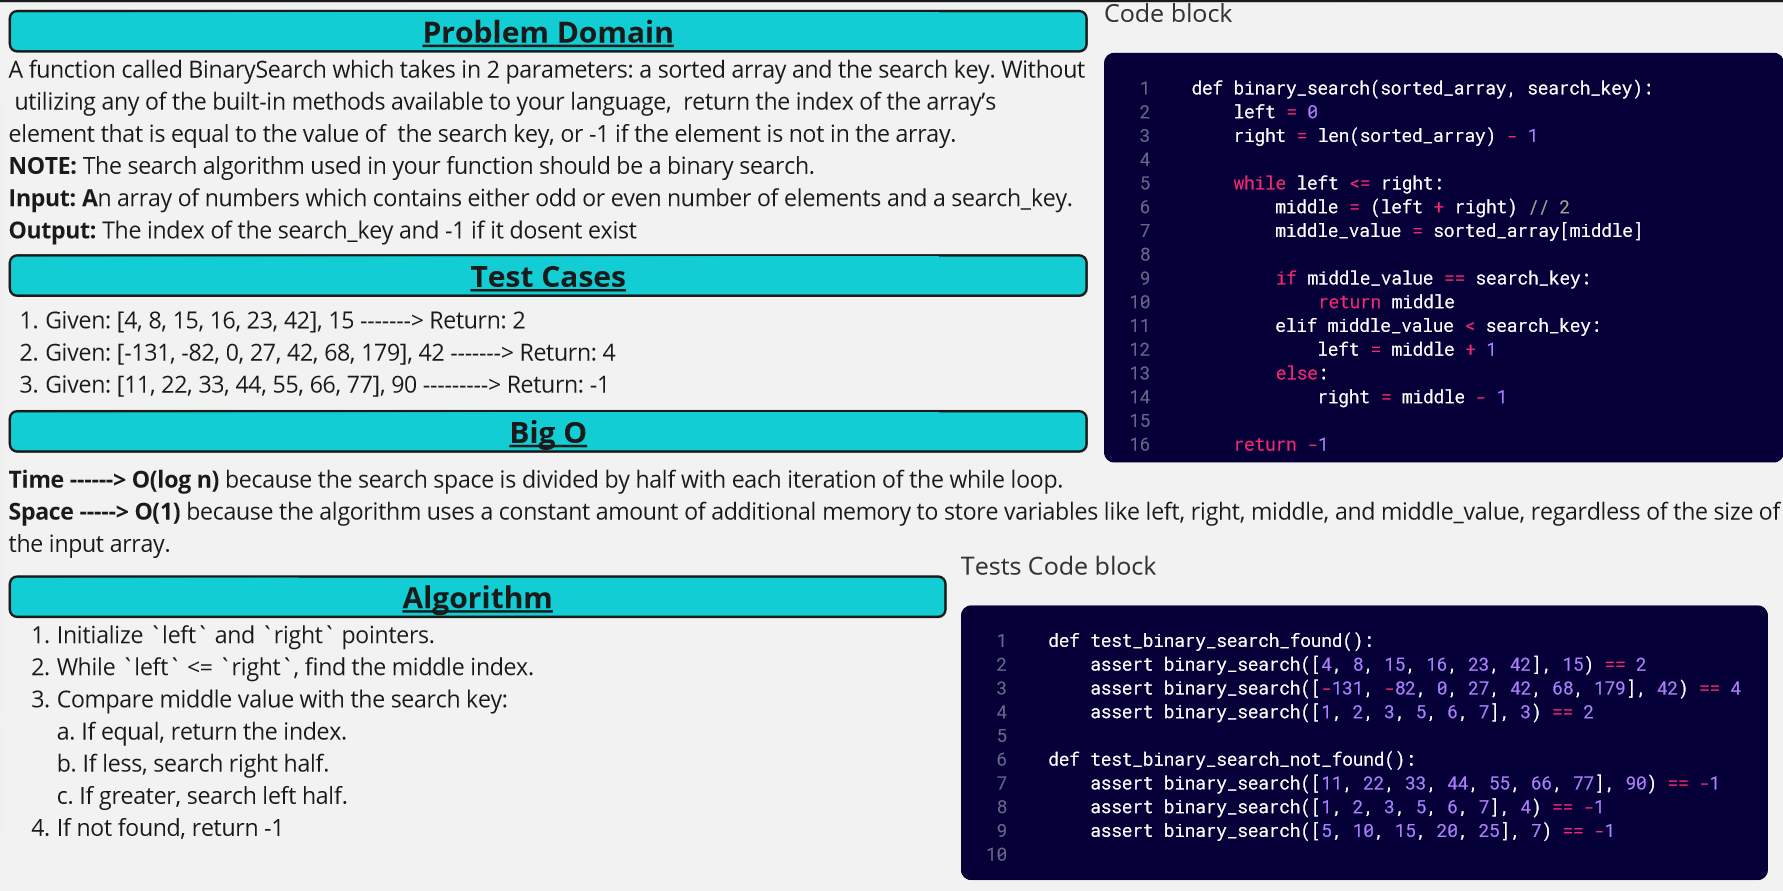 Problem Domain
A function called BinarySearch which takes in 2 parameters: a sorted array and the search key. Without
utilizing any of the built-in methods available to your language,  return the index of the array’s
element that is equal to the value of  the search key, or -1 if the element is not in the array.
NOTE: The search algorithm used in your function should be a binary search.
Input: An array of numbers which contains either odd or even number of elements and a search_key.
Output: The index of the search_key and -1 if it dosent exist
Test Cases
1. Given: [4, 8, 15, 16, 23, 42], 15 -------> Return: 2
2. Given: [-131, -82, 0, 27, 42, 68, 179], 42 -------> Return: 4
3. Given: [11, 22, 33, 44, 55, 66, 77], 90 ---------> Return: -1
Big O
Time ------> O(log n) because the search space is divided by half with each iteration of the while loop.
Space -----> O(1) because the algorithm uses a constant amount of additional memory to store variables like left, right, middle, and middle_value, regardless of the size of
the input array.
Algorithm
1. Initialize `left` and `right` pointers.
2. While `left` <= `right`, find the middle index.
3. Compare middle value with the search key:
a. If equal, return the index.
b. If less, search right half.
c. If greater, search left half.
4. If not found, return -1
Code block
1 def binary_search(sorted_array, search_key):
2     left = 0
3     right = len(sorted_array) - 1
4
5     while left <= right:
6         middle = (left + right) // 2
7         middle_value = sorted_array[middle]
8
9         if middle_value == search_key:
10             return middle
11         elif middle_value < search_key:
12             left = middle + 1
13         else:
14             right = middle - 1
15
16     return -1
Tests Code block
1 def test_binary_search_found():
2     assert binary_search([4, 8, 15, 16, 23, 42], 15) == 2
3     assert binary_search([-131, -82, 0, 27, 42, 68, 179], 42) == 4
4     assert binary_search([1, 2, 3, 5, 6, 7], 3) == 2
5
6 def test_binary_search_not_found():
7     assert binary_search([11, 22, 33, 44, 55, 66, 77], 90) == -1
8     assert binary_search([1, 2, 3, 5, 6, 7], 4) == -1
9     assert binary_search([5, 10, 15, 20, 25], 7) == -1
10